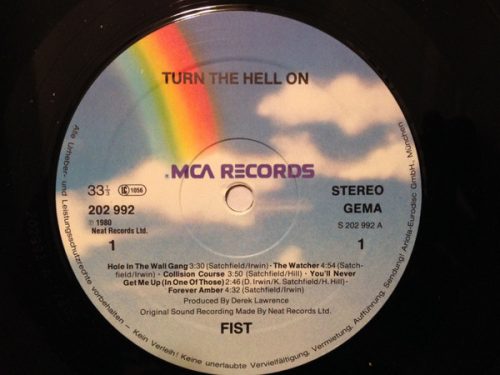 TURN THE HELL ON
MCA RECORDS
33 1/3
LC 1056
STEREO
202 992
GEMA
℗ 1980
Neat Records Ltd.
S 202 992 A
1
1
Hole In The Wall Gang 3:30 (Satchfield/Irwin) · The Watcher 4:54 (Satch-
field/Irwin) · Collision Course 3:50 (Satchfield/Hill) · You'll Never
Get Me Up (In One Of Those) 2:46 (D. Irwin/K. Satchfield/H. Hill) ·
Forever Amber 4:32 (Satchfield/Irwin)
Produced By Derek Lawrence
Original Sound Recording Made By Neat Records Ltd.
FIST
Alle Urheber- und Leistungsschutzrechte vorbehalten – Kein Verleih! Keine unerlaubte Vervielfältigung, Vermietung, Aufführung, Sendung! Ariola-Eurodisc GmbH, München